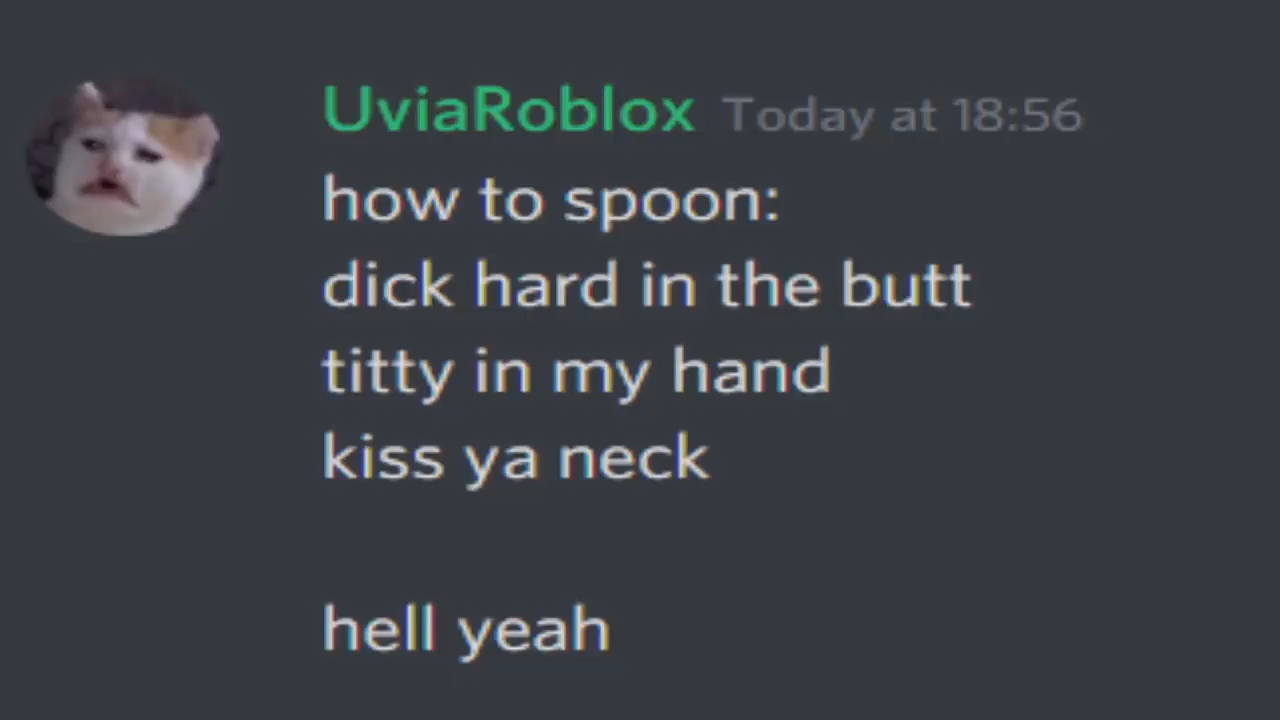 UviaRoblox Today at 18:56
how to spoon:
dick hard in the butt
titty in my hand
kiss ya neck
hell yeah